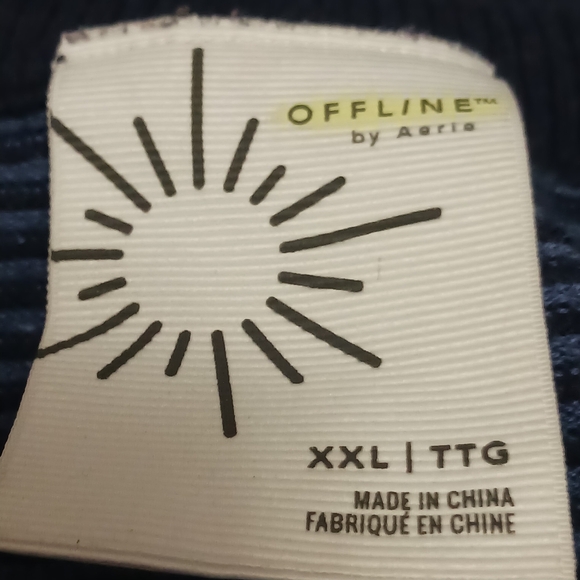 OFFLINE™
by Aerie
XXL | TTG
MADE IN CHINA
FABRIQUÉ EN CHINE